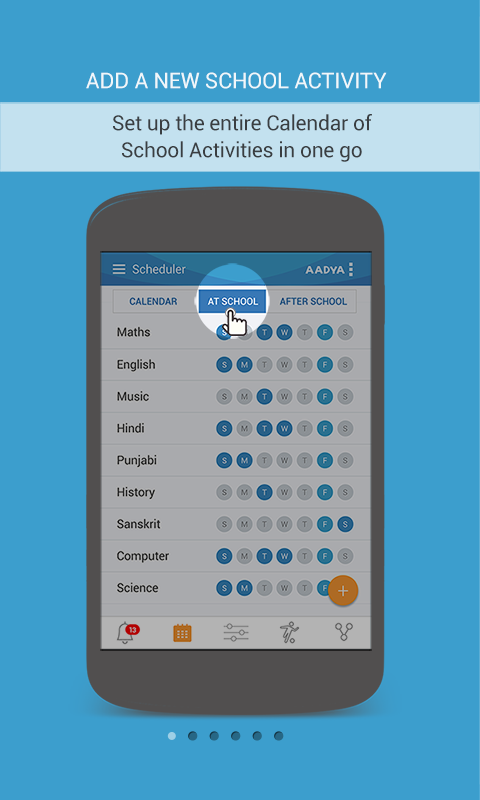 ADD A NEW SCHOOL ACTIVITY
Set up the entire Calendar of
School Activities in one go
Scheduler AADYA
CALENDAR AT SCHOOL AFTER SCHOOL
Maths S T W T F S
English S M T W T F S
Music S M T W T F S
Hindi S M T W T F S
Punjabi S M T W T F S
History S M T W T F S
Sanskrit S M T W T F S
Computer S M T W T F S
Science S M T W T F
+
13